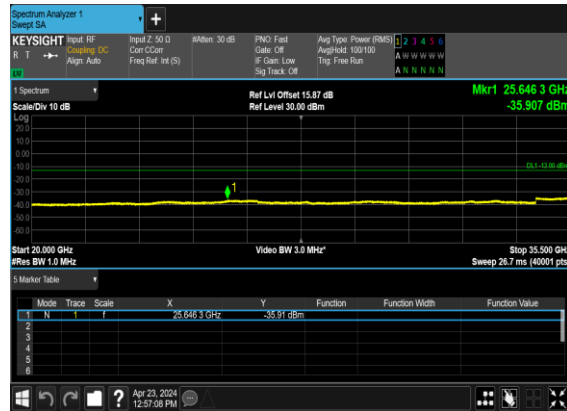 Spectrum Analyzer 1
Swept SA
+
KEYSIGHT
R T
Input: RF
Coupling: DC
Align: Auto
Input Z: 50 Ω
Corr CCorr
Freq Ref: Int (S)
#Atten: 30 dB
PNO: Fast
Gate: Off
IF Gain: Low
Sig Track: Off
Avg Type: Power (RMS)
Avg|Hold: 100/100
Trig: Free Run
1 2 3 4 5 6
A W W W W W
A N N N N N
1 Spectrum
Scale/Div 10 dB
Ref Lvl Offset 15.87 dB
Ref Level 30.00 dBm
Mkr1 25.646 3 GHz
-35.907 dBm
Log
20.0
10.0
0.00
-10.0
-20.0
-30.0
-40.0
-50.0
-60.0
DL1 -13.00 dBm
1
Start 20.000 GHz
#Res BW 1.0 MHz
Video BW 3.0 MHz*
Stop 35.500 GHz
Sweep 26.7 ms (40001 pts)
5 Marker Table
Mode Trace Scale X Y Function Function Width Function Value
1 N 1 f 25.646 3 GHz -35.91 dBm
2
3
4
5
6
?
Apr 23, 2024
12:57:08 PM